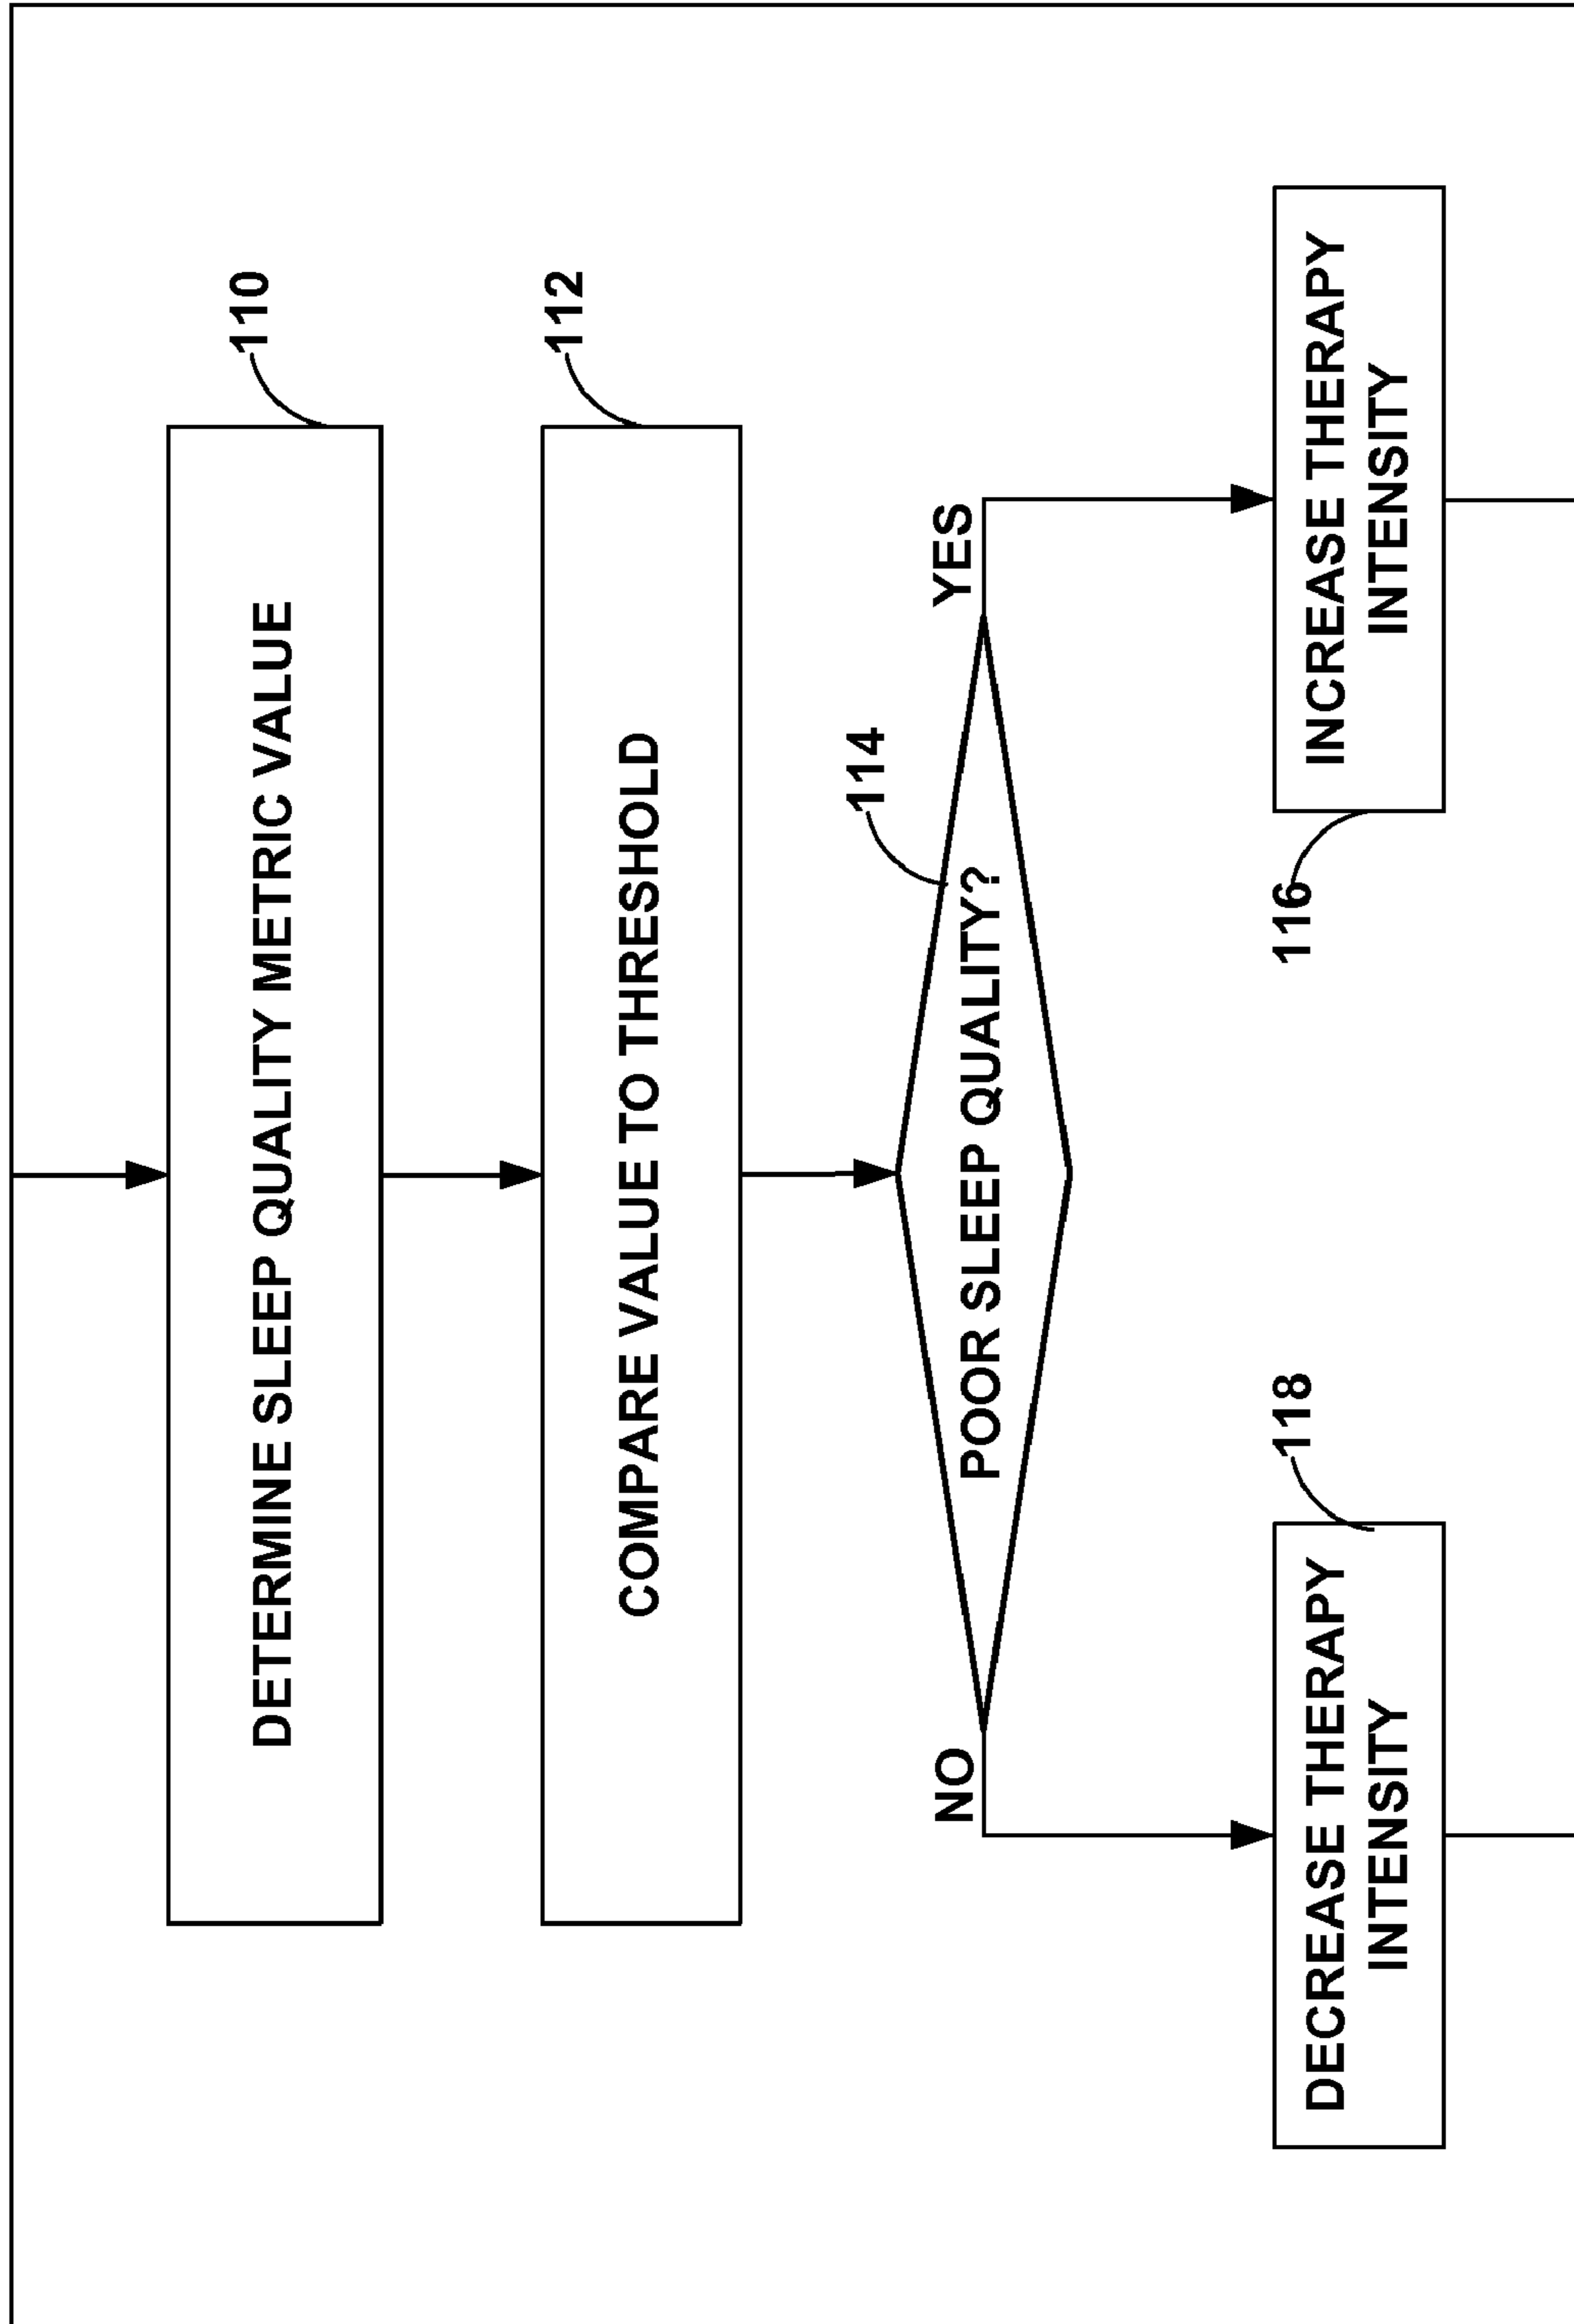 DETERMINE SLEEP QUALITY METRIC VALUE
110
COMPARE VALUE TO THRESHOLD
112
114
POOR SLEEP QUALITY?
NO
YES
118
DECREASE THERAPY
INTENSITY
116
INCREASE THERAPY
INTENSITY